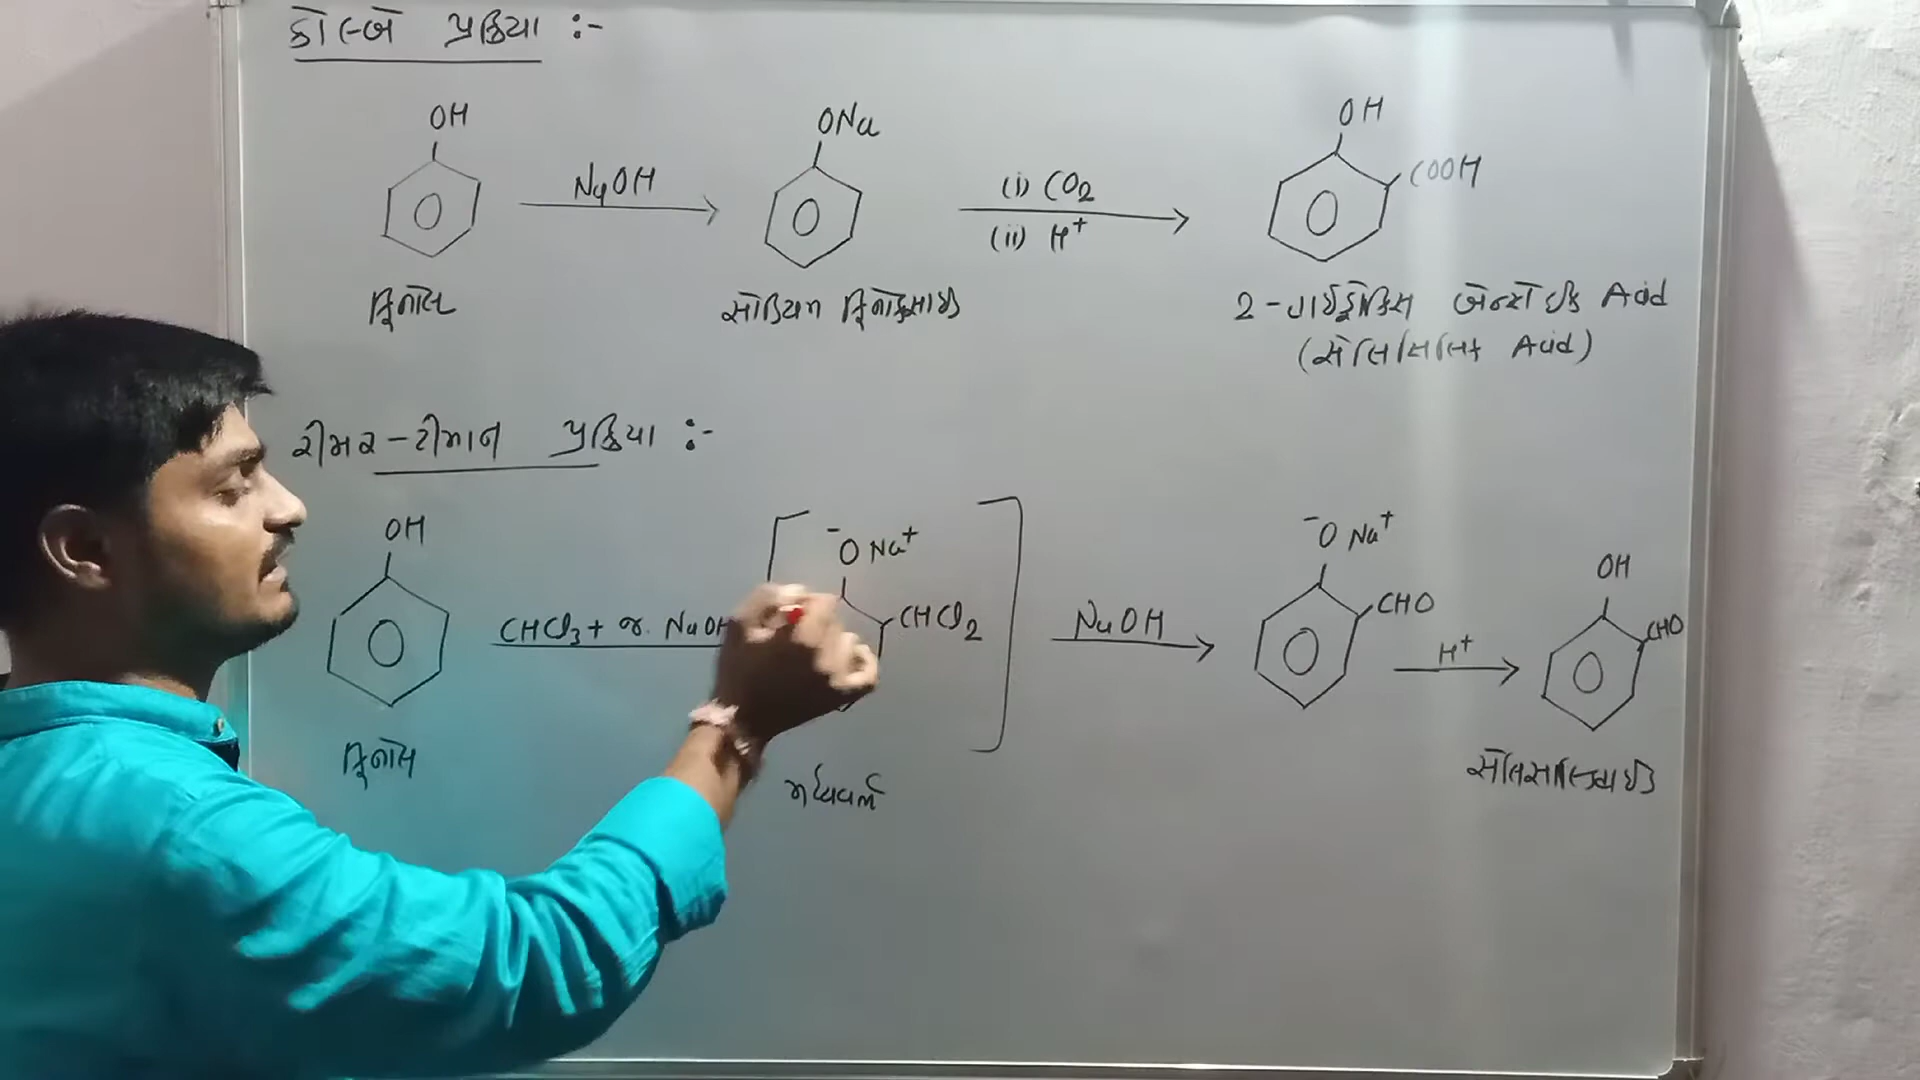 કોલ્બે પ્રક્રિયા :-
OH
ONa
OH
COOH
NaOH
(i) CO2
(ii) H+
ફિનોલ
સોડિયમ ફિનોક્સાઇડ
2-હાઇડ્રોક્સિ બેન્ઝોઇક Acid
(સેલિસિલિક Acid)
રીમર-ટીમાન પ્રક્રિયા :-
OH
-O Na+
-O Na+
OH
CHCl3 + જ. NaOH
CHCl2
NaOH
CHO
H+
CHO
ફિનોલ
મધ્યવર્તી
સેલિસાલ્ડિહાઇડ